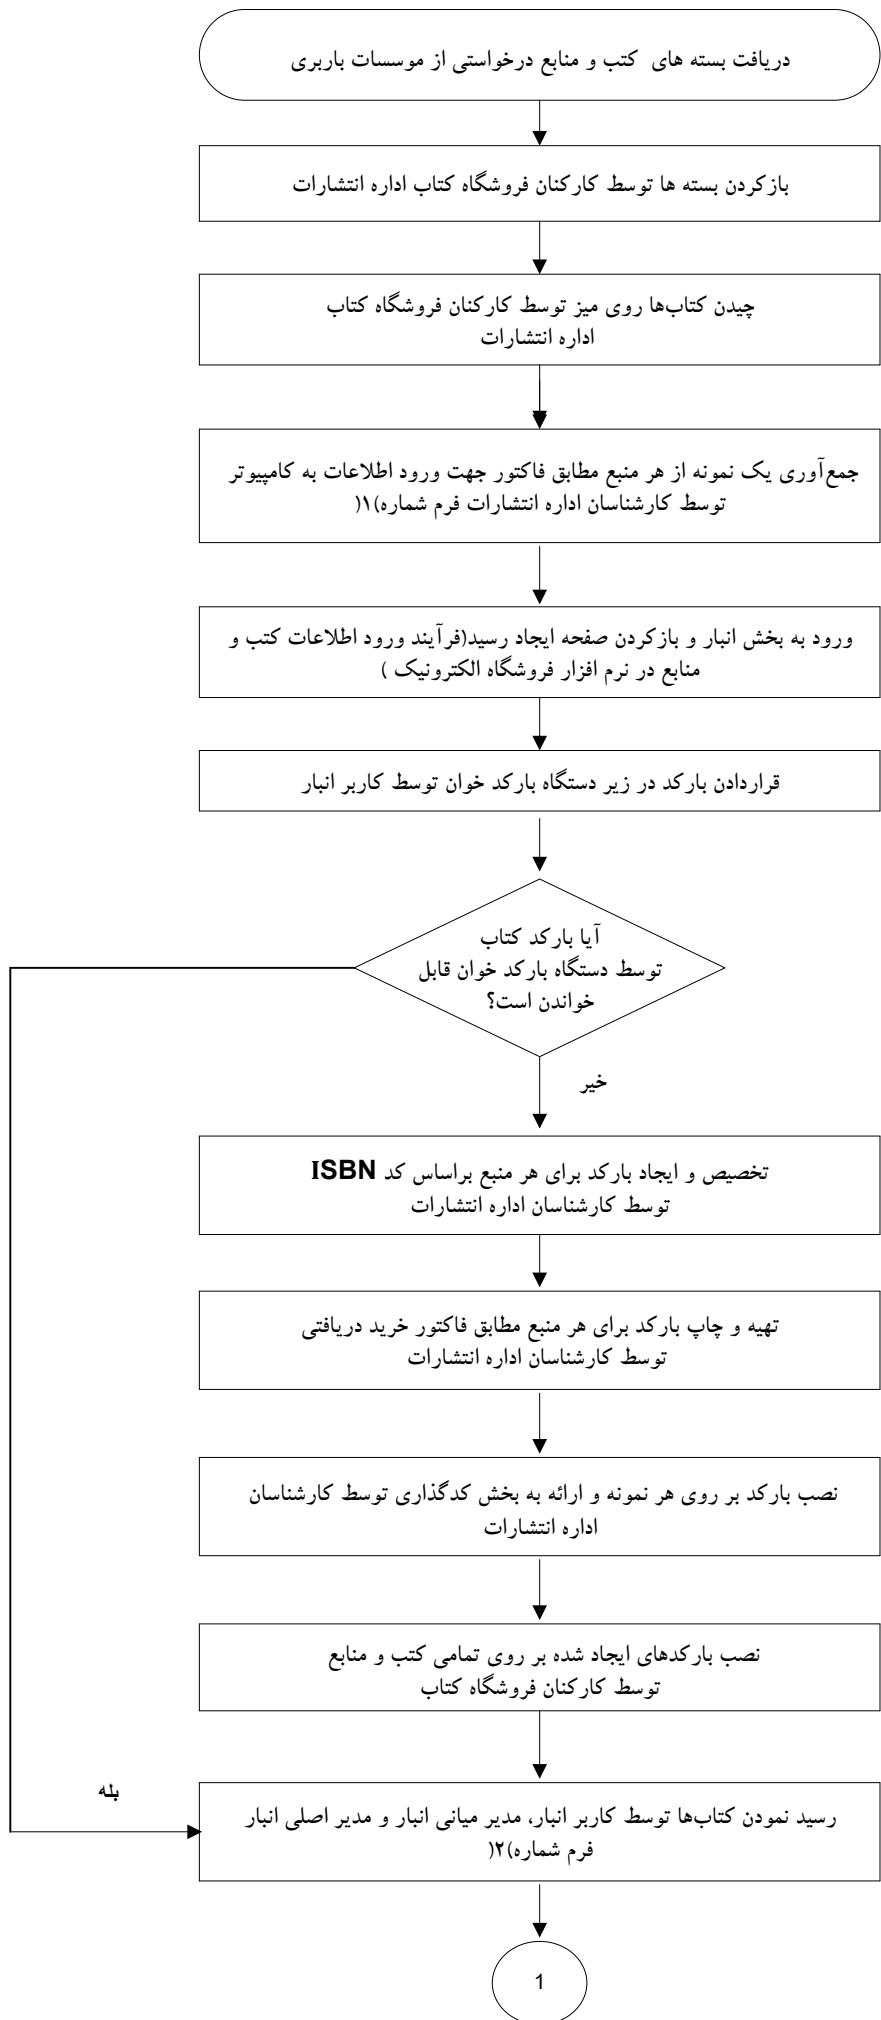 دریافت بسته های کتب و منابع درخواستی از موسسات باربری
بازکردن بسته ها توسط کارکنان فروشگاه کتاب اداره انتشارات
چیدن کتاب‌ها روی میز توسط کارکنان فروشگاه کتاب
اداره انتشارات
جمع‌آوری یک نمونه از هر منبع مطابق فاکتور جهت ورود اطلاعات به کامپیوتر
توسط کارشناسان اداره انتشارات فرم شماره)۱(
ورود به بخش انبار و بازکردن صفحه ایجاد رسید(فرآیند ورود اطلاعات کتب و
منابع در نرم افزار فروشگاه الکترونیک )
قراردادن بارکد در زیر دستگاه بارکد خوان توسط کاربر انبار
آیا بارکد کتاب
توسط دستگاه بارکد خوان قابل
خواندن است؟
خیر
تخصیص و ایجاد بارکد برای هر منبع براساس کد ISBN
توسط کارشناسان اداره انتشارات
تهیه و چاپ بارکد برای هر منبع مطابق فاکتور خرید دریافتی
توسط کارشناسان اداره انتشارات
نصب بارکد بر روی هر نمونه و ارائه به بخش کدگذاری توسط کارشناسان
اداره انتشارات
نصب بارکدهای ایجاد شده بر روی تمامی کتب و منابع
توسط کارکنان فروشگاه کتاب
بله
رسید نمودن کتاب‌ها توسط کاربر انبار، مدیر میانی انبار و مدیر اصلی انبار
فرم شماره)۲(
1